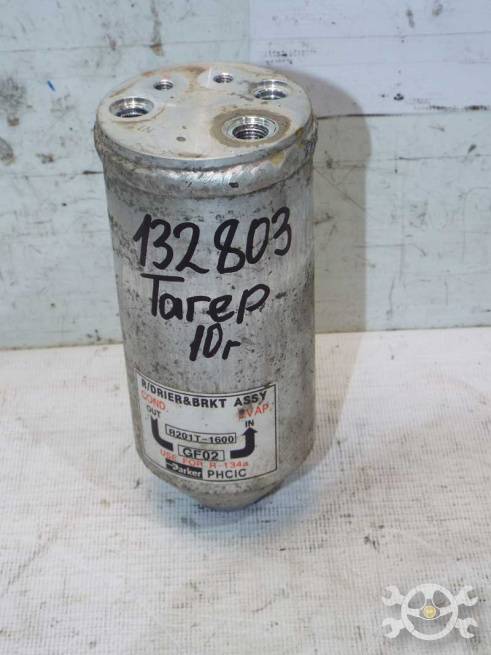 132803
Тагер
10г
R/DRIER&BRKT ASSY
COND.
EVAP.
OUT
IN
R201T-1600
GF02
USE FOR R-134a
Parker PHCIC